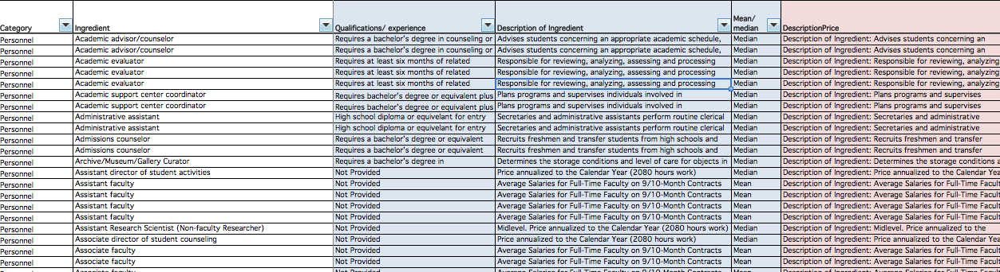 Category Ingredient Qualifications/ experience Description of Ingredient Mean/ median DescriptionPrice
Personnel Academic advisor/counselor Requires a bachelor's degree in counseling or Advises students concerning an appropriate academic schedule, Median Description of Ingredient: Advises students concerning an
Personnel Academic advisor/counselor Requires a bachelor's degree in counseling or Advises students concerning an appropriate academic schedule, Median Description of Ingredient: Advises students concerning an
Personnel Academic evaluator Requires at least six months of related Responsible for reviewing, analyzing, assessing and processing Median Description of Ingredient: Responsible for reviewing, analyzing
Personnel Academic evaluator Requires at least six months of related Responsible for reviewing, analyzing, assessing and processing Median Description of Ingredient: Responsible for reviewing, analyzing
Personnel Academic evaluator Requires at least six months of related Responsible for reviewing, analyzing, assessing and processing Median Description of Ingredient: Responsible for reviewing, analyzing
Personnel Academic support center coordinator Requires bachelor's degree or equivalent plus Plans programs and supervises individuals involved in Median Description of Ingredient: Plans programs and supervises
Personnel Academic support center coordinator Requires bachelor's degree or equivalent plus Plans programs and supervises individuals involved in Median Description of Ingredient: Plans programs and supervises
Personnel Administrative assistant High school diploma or equivelant for entry Secretaries and administrative assistants perform routine clerical Median Description of Ingredient: Secretaries and administrative
Personnel Administrative assistant High school diploma or equivelant for entry Secretaries and administrative assistants perform routine clerical Median Description of Ingredient: Secretaries and administrative
Personnel Admissions counselor Requires a bachelor's degree or equivalent Recruits freshmen and transfer students from high schools and Median Description of Ingredient: Recruits freshmen and transfer
Personnel Admissions counselor Requires a bachelor's degree or equivalent Recruits freshmen and transfer students from high schools and Median Description of Ingredient: Recruits freshmen and transfer
Personnel Archive/Museum/Gallery Curator Requires a bachelor's degree in Determines the storage conditions and level of care for objects in Median Description of Ingredient: Determines the storage conditions a
Personnel Assistant director of student activities Not Provided Price annualized to the Calendar Year (2080 hours work) Median Description of Ingredient: Price annualized to the Calendar Yea
Personnel Assistant faculty Not Provided Average Salaries for Full-Time Faculty on 9/10-Month Contracts Mean Description of Ingredient: Average Salaries for Full-Time Facult
Personnel Assistant faculty Not Provided Average Salaries for Full-Time Faculty on 9/10-Month Contracts Mean Description of Ingredient: Average Salaries for Full-Time Facult
Personnel Assistant faculty Not Provided Average Salaries for Full-Time Faculty on 9/10-Month Contracts Mean Description of Ingredient: Average Salaries for Full-Time Facult
Personnel Assistant faculty Not Provided Average Salaries for Full-Time Faculty on 9/10-Month Contracts Mean Description of Ingredient: Average Salaries for Full-Time Facult
Personnel Assistant Research Scientist (Non-faculty Researcher) Not Provided Midlevel. Price annualized to the Calendar Year (2080 hours work) Median Description of Ingredient: Midlevel. Price annualized to the
Personnel Associate director of student counseling Not Provided Price annualized to the Calendar Year (2080 hours work) Median Description of Ingredient: Price annualized to the Calendar Yea
Personnel Associate faculty Not Provided Average Salaries for Full-Time Faculty on 9/10-Month Contracts Mean Description of Ingredient: Average Salaries for Full-Time Facult
Personnel Associate faculty Not Provided Average Salaries for Full-Time Faculty on 9/10-Month Contracts Mean Description of Ingredient: Average Salaries for Full-Time Facult